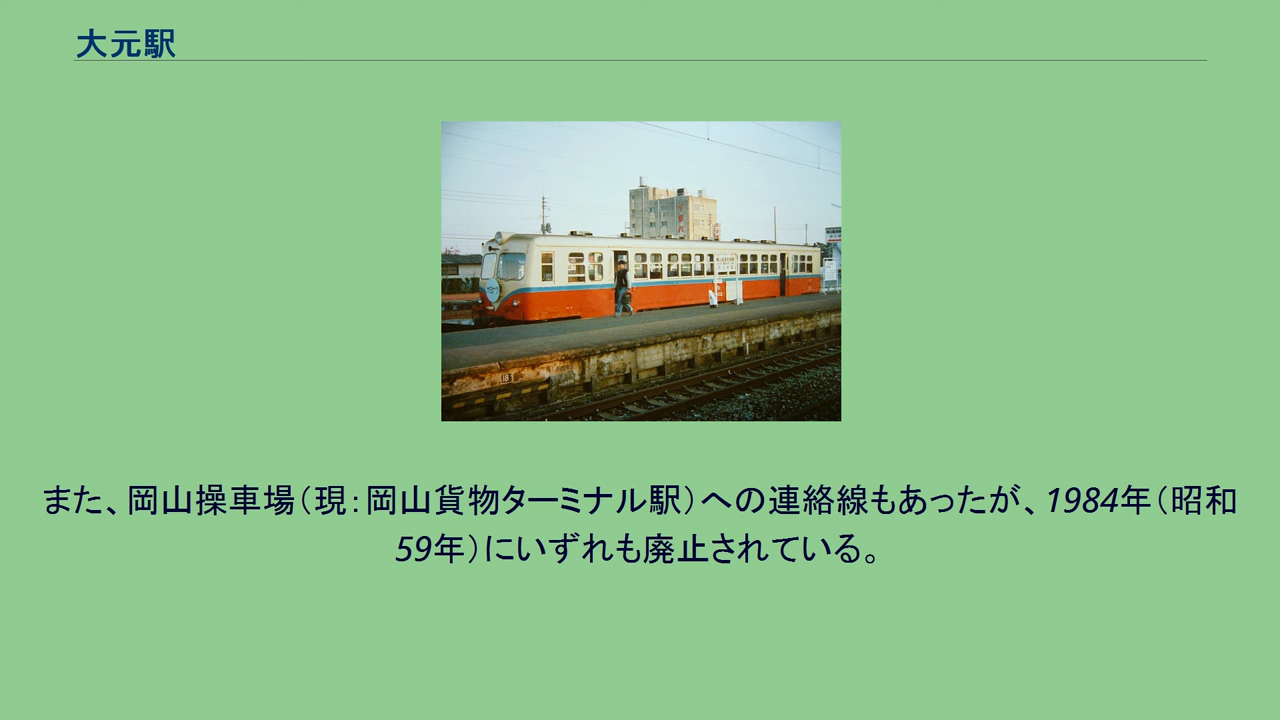 大元駅
また、岡山操車場（現：岡山貨物ターミナル駅）への連絡線もあったが、1984年（昭和
59年）にいずれも廃止されている。